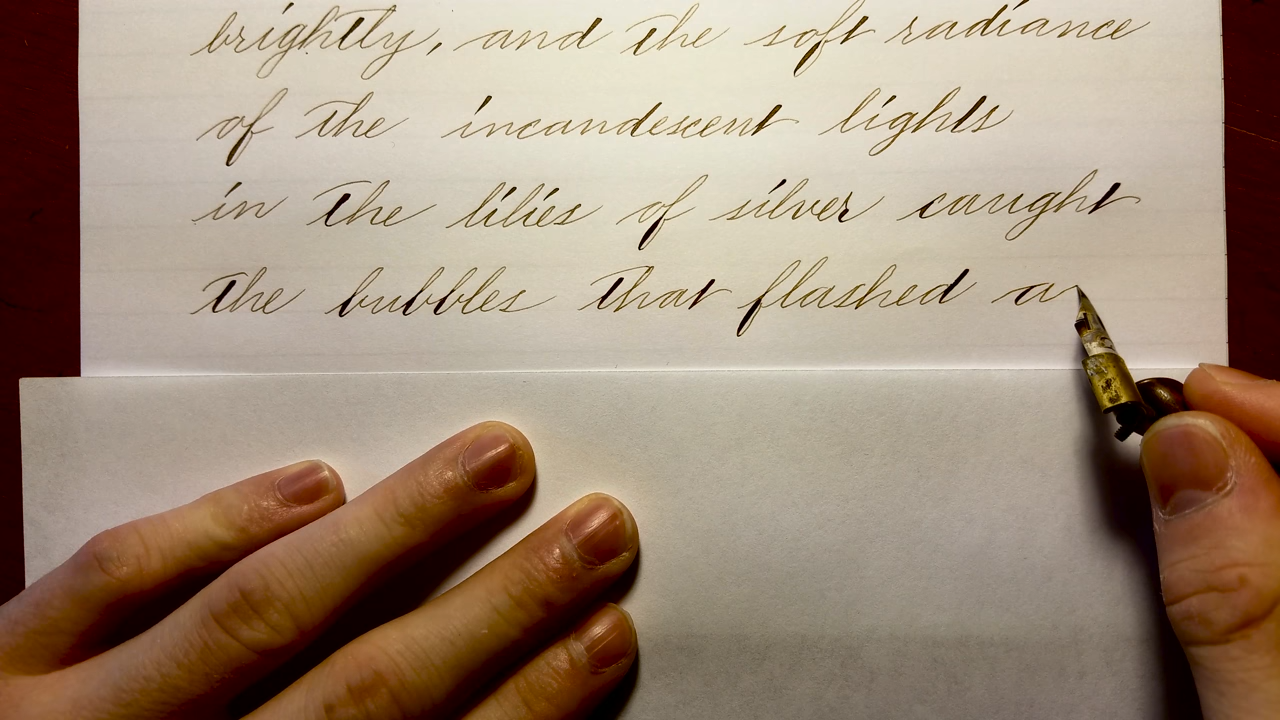 brightly, and the soft radiance
of the incandescent lights
in the lilies of silver caught
the bubbles that flashed a